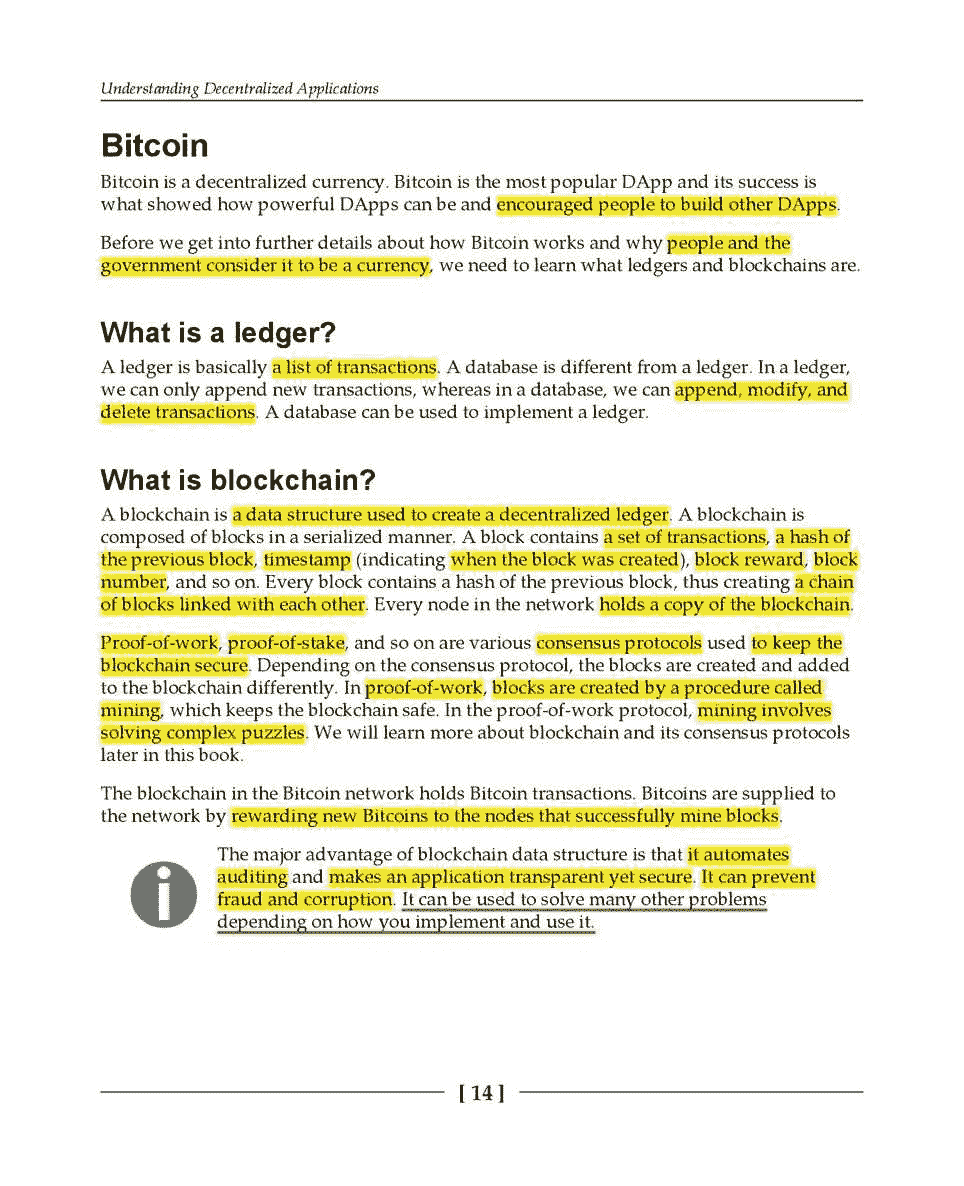 Understanding Decentralized Applications
Bitcoin
Bitcoin is a decentralized currency. Bitcoin is the most popular DApp and its success is
what showed how powerful DApps can be and encouraged people to build other DApps.
Before we get into further details about how Bitcoin works and why people and the
government consider it to be a currency, we need to learn what ledgers and blockchains are.
What is a ledger?
A ledger is basically a list of transactions. A database is different from a ledger. In a ledger,
we can only append new transactions, whereas in a database, we can append, modify, and
delete transactions. A database can be used to implement a ledger.
What is blockchain?
A blockchain is a data structure used to create a decentralized ledger. A blockchain is
composed of blocks in a serialized manner. A block contains a set of transactions, a hash of
the previous block, timestamp (indicating when the block was created), block reward, block
number, and so on. Every block contains a hash of the previous block, thus creating a chain
of blocks linked with each other. Every node in the network holds a copy of the blockchain.
Proof-of-work, proof-of-stake, and so on are various consensus protocols used to keep the
blockchain secure. Depending on the consensus protocol, the blocks are created and added
to the blockchain differently. In proof-of-work, blocks are created by a procedure called
mining, which keeps the blockchain safe. In the proof-of-work protocol, mining involves
solving complex puzzles. We will learn more about blockchain and its consensus protocols
later in this book.
The blockchain in the Bitcoin network holds Bitcoin transactions. Bitcoins are supplied to
the network by rewarding new Bitcoins to the nodes that successfully mine blocks.
The major advantage of blockchain data structure is that it automates
auditing and makes an application transparent yet secure. It can prevent
fraud and corruption. It can be used to solve many other problems
depending on how you implement and use it.
[ 14 ]